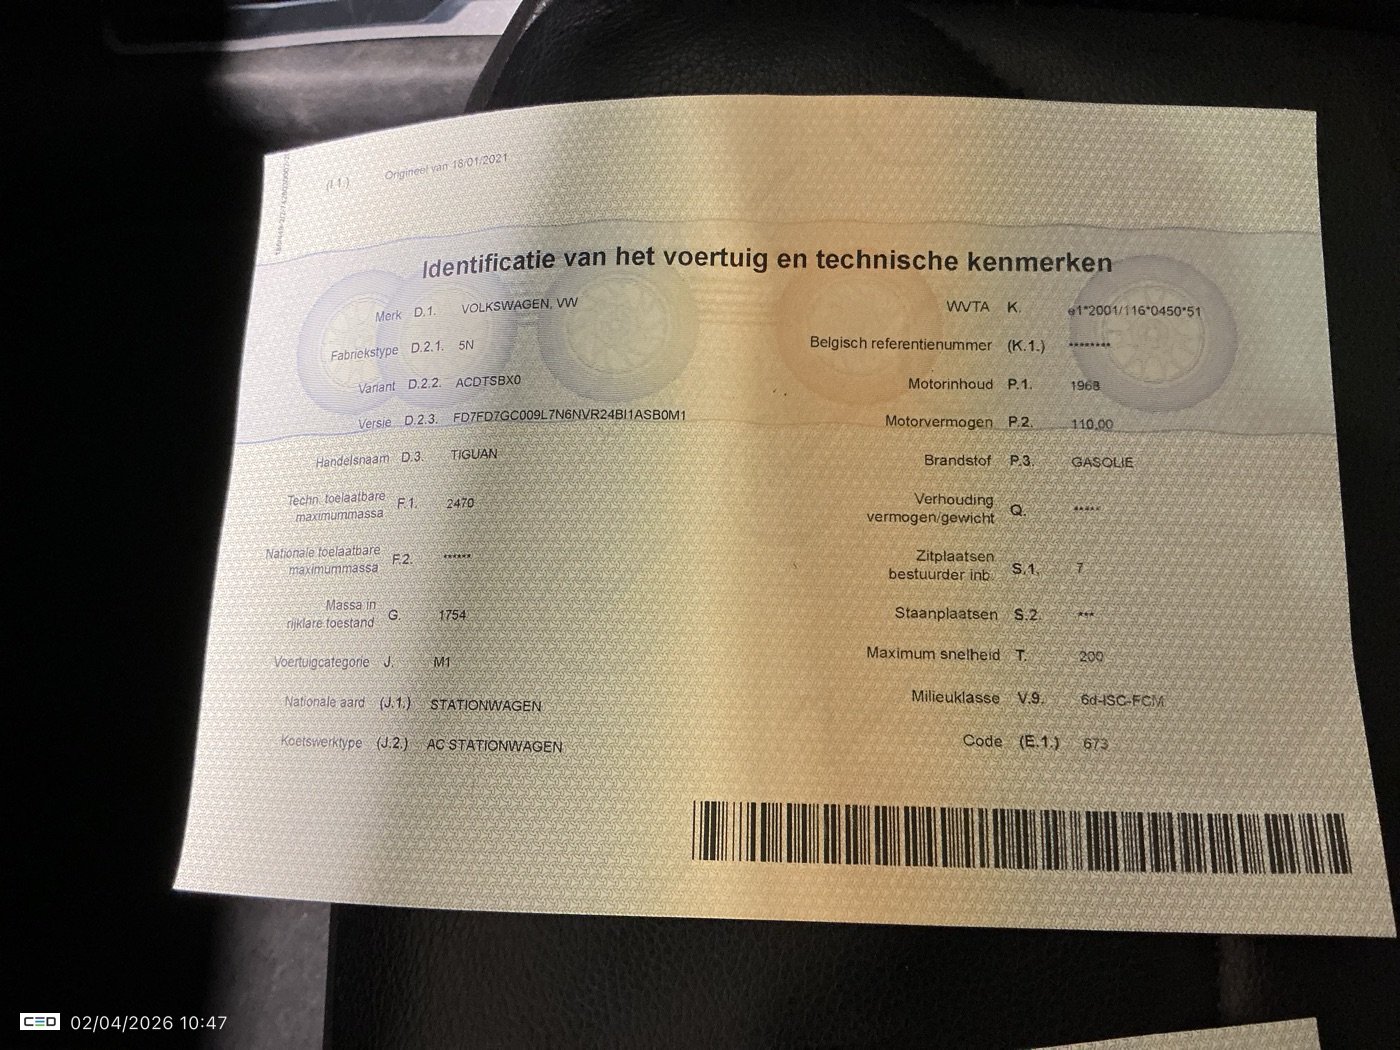 (I.1.) Origineel van 18/01/2021
Identificatie van het voertuig en technische kenmerken
Merk D.1. VOLKSWAGEN, VW
Fabriekstype D.2.1. 5N
Variant D.2.2. ACDTSBX0
Versie D.2.3. FD7FD7GC009L7N6NVR24BI1ASB0M1
Handelsnaam D.3. TIGUAN
Techn. toelaatbare
maximummassa F.1. 2470
Nationale toelaatbare
maximummassa F.2. ******
Massa in
rijklare toestand G. 1754
Voertuigcategorie J. M1
Nationale aard (J.1.) STATIONWAGEN
Koetswerktype (J.2.) AC STATIONWAGEN
WVTA K. e1*2001/116*0450*51
Belgisch referentienummer (K.1.) ********
Motorinhoud P.1. 1968
Motorvermogen P.2. 110,00
Brandstof P.3. GASOLIE
Verhouding
vermogen/gewicht Q. *****
Zitplaatsen
bestuurder inb. S.1. 7
Staanplaatsen S.2. ***
Maximum snelheid T. 200
Milieuklasse V.9. 6d-ISC-FCM
Code (E.1.) 673
CED 02/04/2026 10:47